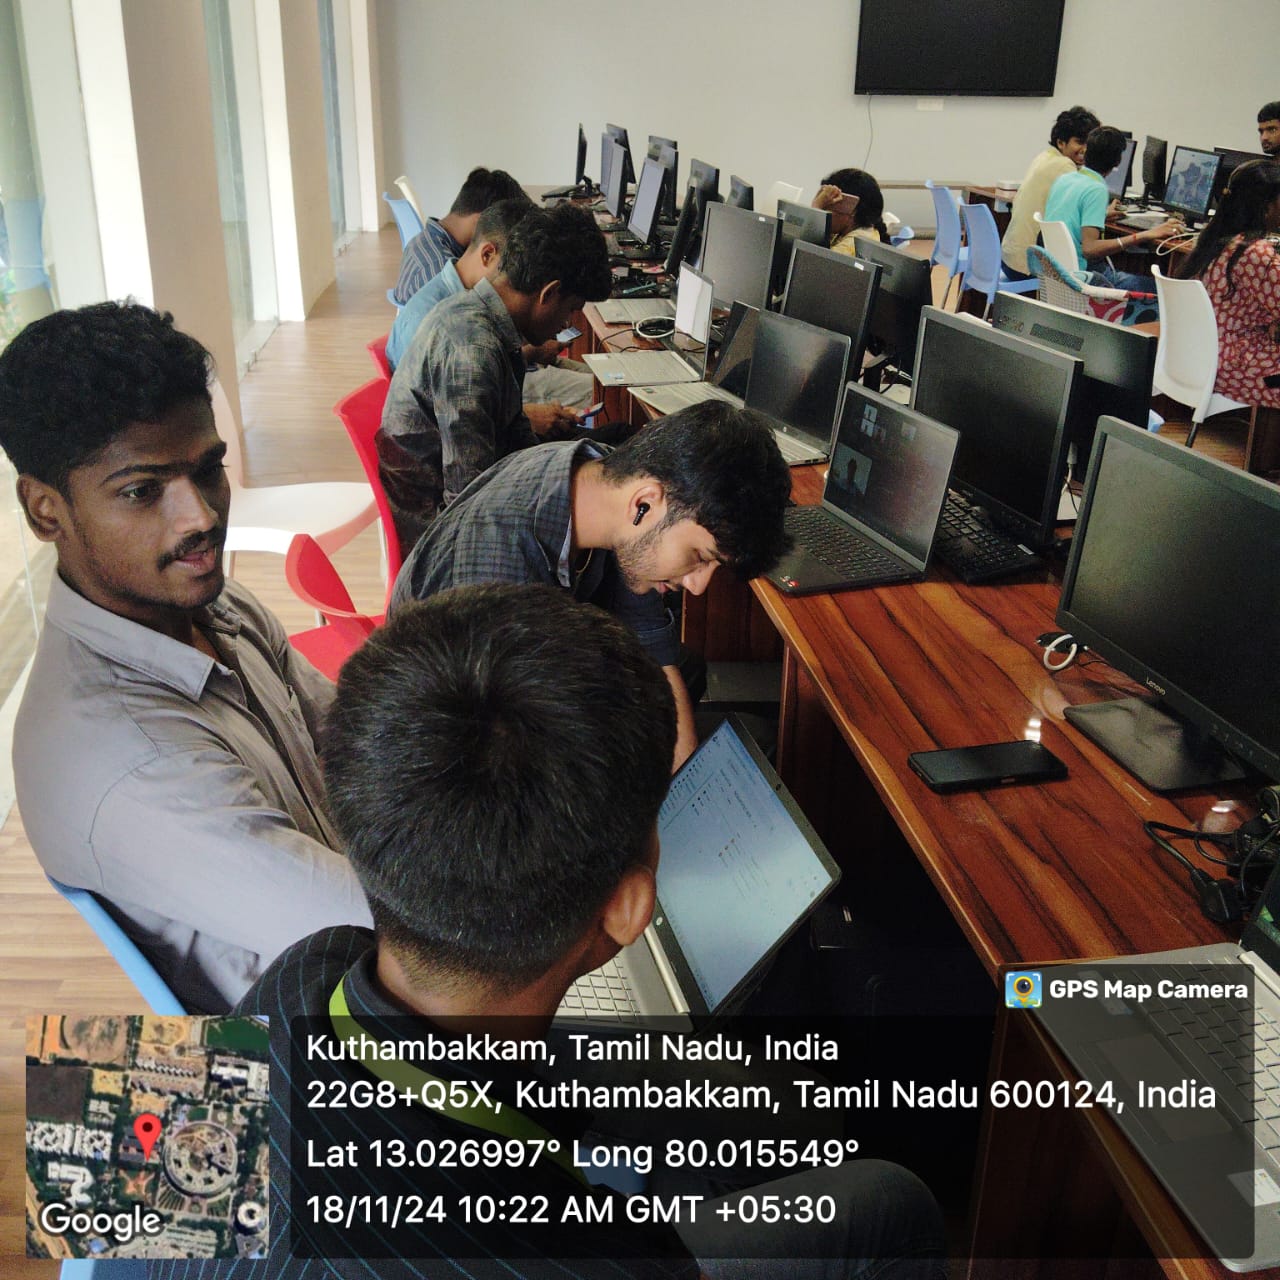 Lenovo
GPS Map Camera
Kuthambakkam, Tamil Nadu, India
22G8+Q5X, Kuthambakkam, Tamil Nadu 600124, India
Lat 13.026997° Long 80.015549°
18/11/24 10:22 AM GMT +05:30
Google